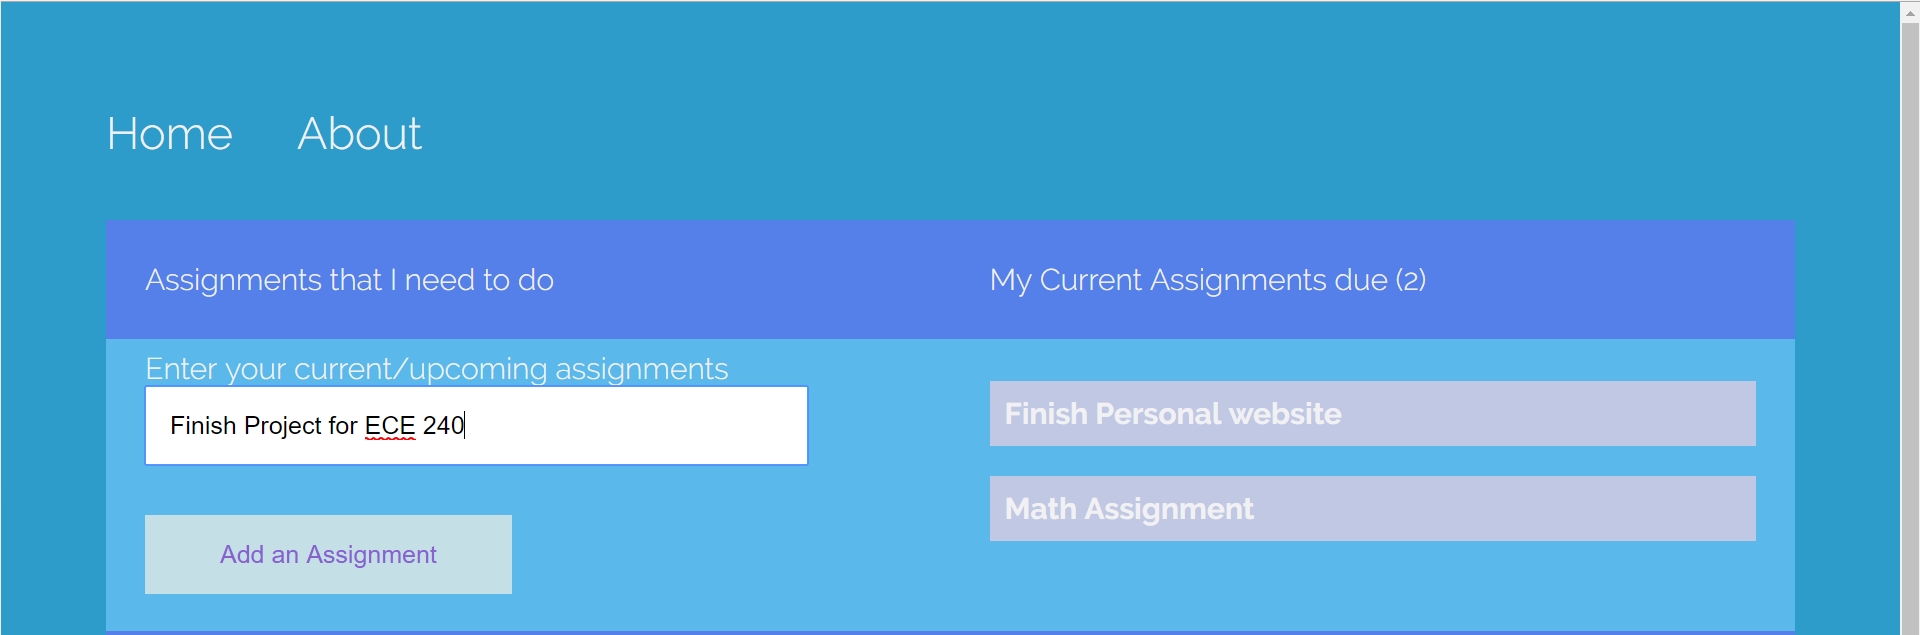 Home About
Assignments that I need to do
My Current Assignments due (2)
Enter your current/upcoming assignments
Finish Project for ECE 240
Add an Assignment
Finish Personal website
Math Assignment